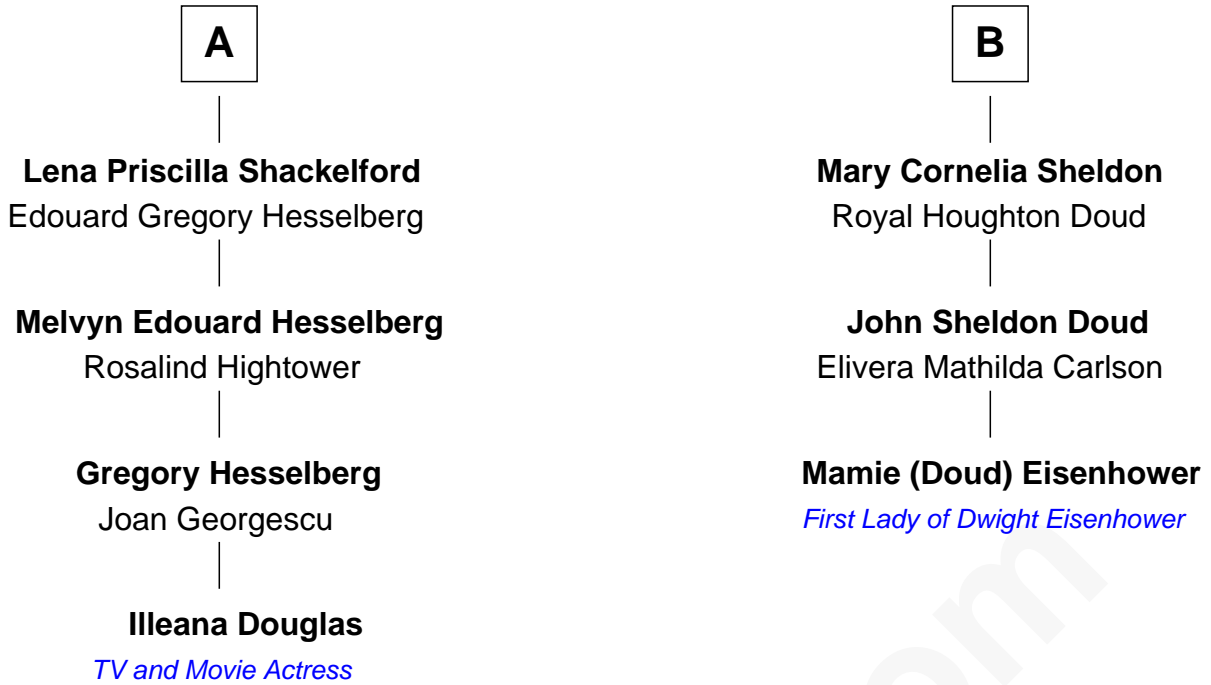 A
Lena Priscilla Shackelford
Edouard Gregory Hesselberg
Melvyn Edouard Hesselberg
Rosalind Hightower
Gregory Hesselberg
Joan Georgescu
Illeana Douglas
TV and Movie Actress
B
Mary Cornelia Sheldon
Royal Houghton Doud
John Sheldon Doud
Elivera Mathilda Carlson
Mamie (Doud) Eisenhower
First Lady of Dwight Eisenhower
om